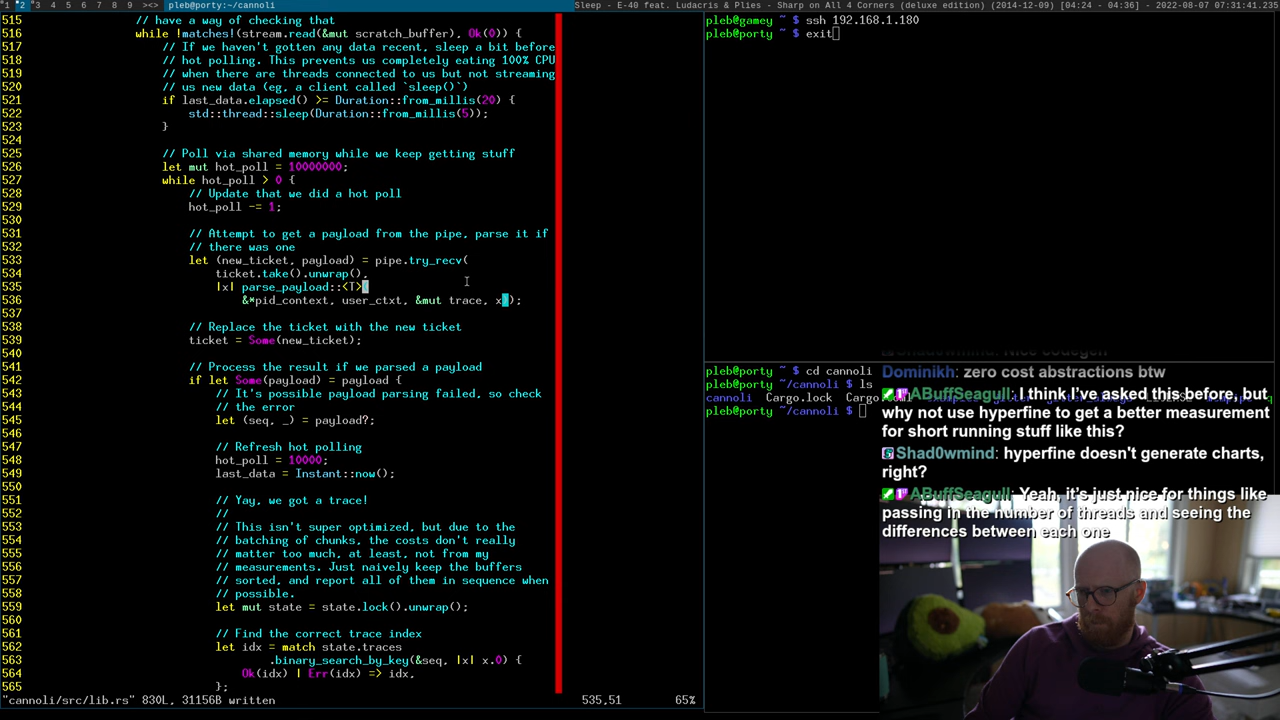 1 2 3 4 5 6 7 8 9 ><> pleb@porty:~/cannoli
Sleep - E-40 feat. Ludacris & Plies - Sharp on All 4 Corners (deluxe edition) (2014-12-09) [04:24 - 04:36] - 2022-08-07 07:31:41.235
515 // have a way of checking that
516 while !matches!(stream.read(&mut scratch_buffer), Ok(0)) {
517 // If we haven't gotten any data recent, sleep a bit before
518 // hot polling. This prevents us completely eating 100% CPU
519 // when there are threads connected to us but not streaming
520 // us new data (eg, a client called `sleep()`)
521 if last_data.elapsed() >= Duration::from_millis(20) {
522 std::thread::sleep(Duration::from_millis(5));
523 }
524
525 // Poll via shared memory while we keep getting stuff
526 let mut hot_poll = 10000000;
527 while hot_poll > 0 {
528 // Update that we did a hot poll
529 hot_poll -= 1;
530
531 // Attempt to get a payload from the pipe, parse it if
532 // there was one
533 let (new_ticket, payload) = pipe.try_recv(
534 ticket.take().unwrap(),
535 |x| parse_payload::<T>(
536 &*pid_context, user_ctxt, &mut trace, x));
537
538 // Replace the ticket with the new ticket
539 ticket = Some(new_ticket);
540
541 // Process the result if we parsed a payload
542 if let Some(payload) = payload {
543 // It's possible payload parsing failed, so check
544 // the error
545 let (seq, _) = payload?;
546
547 // Refresh hot polling
548 hot_poll = 10000;
549 last_data = Instant::now();
550
551 // Yay, we got a trace!
552 //
553 // This isn't super optimized, but due to the
554 // batching of chunks, the costs don't really
555 // matter too much, at least, not from my
556 // measurements. Just naively keep the buffers
557 // sorted, and report all of them in sequence when
558 // possible.
559 let mut state = state.lock().unwrap();
560
561 // Find the correct trace index
562 let idx = match state.traces
563 .binary_search_by_key(&seq, |x| x.0) {
564 Ok(idx) | Err(idx) => idx,
565 };
"cannoli/src/lib.rs" 830L, 31156B written 535,51 65%
pleb@gamey ~ $ ssh 192.168.1.180
pleb@porty ~ $ exit
pleb@porty ~ $ cd cannoli
pleb@porty ~/cannoli $ ls
cannoli Cargo.lock
pleb@porty ~/cannoli $
Shad0wmind: Nice codegen
Dominikh: zero cost abstractions btw
ABuffSeagull: I think I've asked this before, but
why not use hyperfine to get a better measurement
for short running stuff like this?
Shad0wmind: hyperfine doesn't generate charts,
right?
ABuffSeagull: Yeah, it's just nice for things like
passing in the number of threads and seeing the
differences between each one